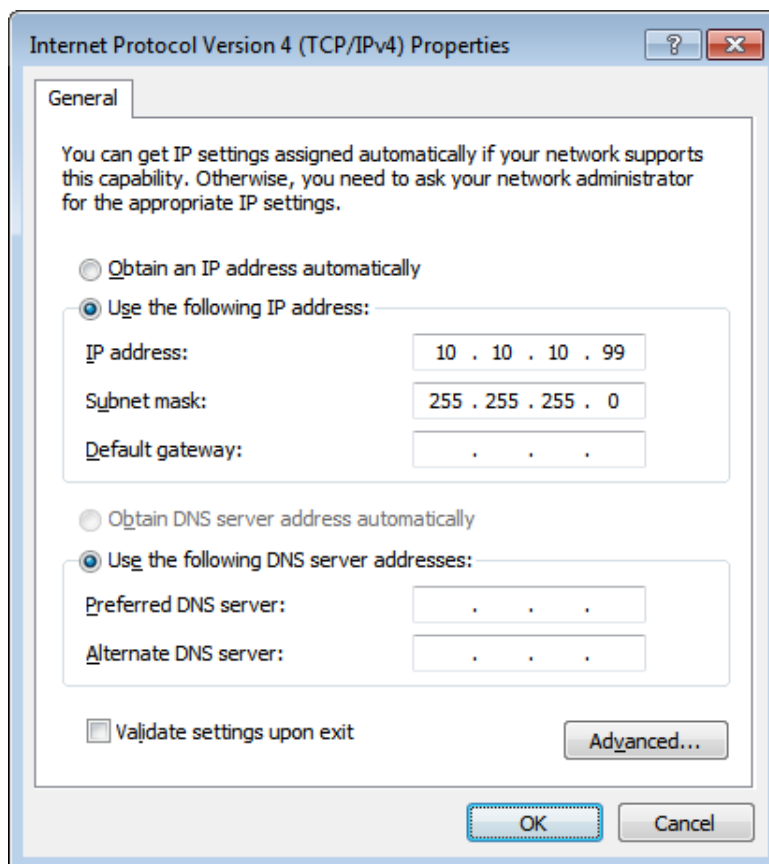 Internet Protocol Version 4 (TCP/IPv4) Properties
?
General
You can get IP settings assigned automatically if your network supports
this capability. Otherwise, you need to ask your network administrator
for the appropriate IP settings.
Obtain an IP address automatically
Use the following IP address:
IP address: 10 . 10 . 10 . 99
Subnet mask: 255 . 255 . 255 . 0
Default gateway: . . .
Obtain DNS server address automatically
Use the following DNS server addresses:
Preferred DNS server: . . .
Alternate DNS server: . . .
Validate settings upon exit
Advanced...
OK Cancel